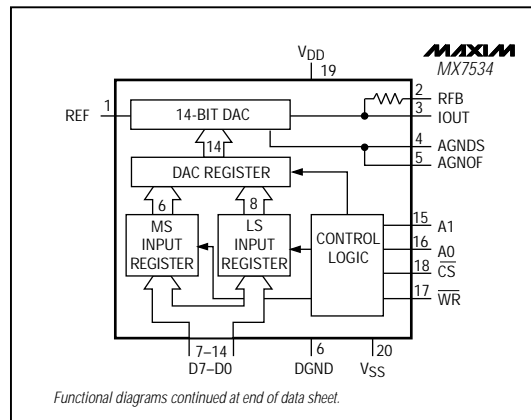 VDD
19
MAXIM
MX7534
REF
1
14-BIT DAC
2
RFB
3
IOUT
4
AGNDS
5
AGNOF
14
DAC REGISTER
6
8
MS
INPUT
REGISTER
LS
INPUT
REGISTER
CONTROL
LOGIC
15
A1
16
A0
18
CS
17
WR
7–14
D7–D0
6
DGND
20
VSS
Functional diagrams continued at end of data sheet.